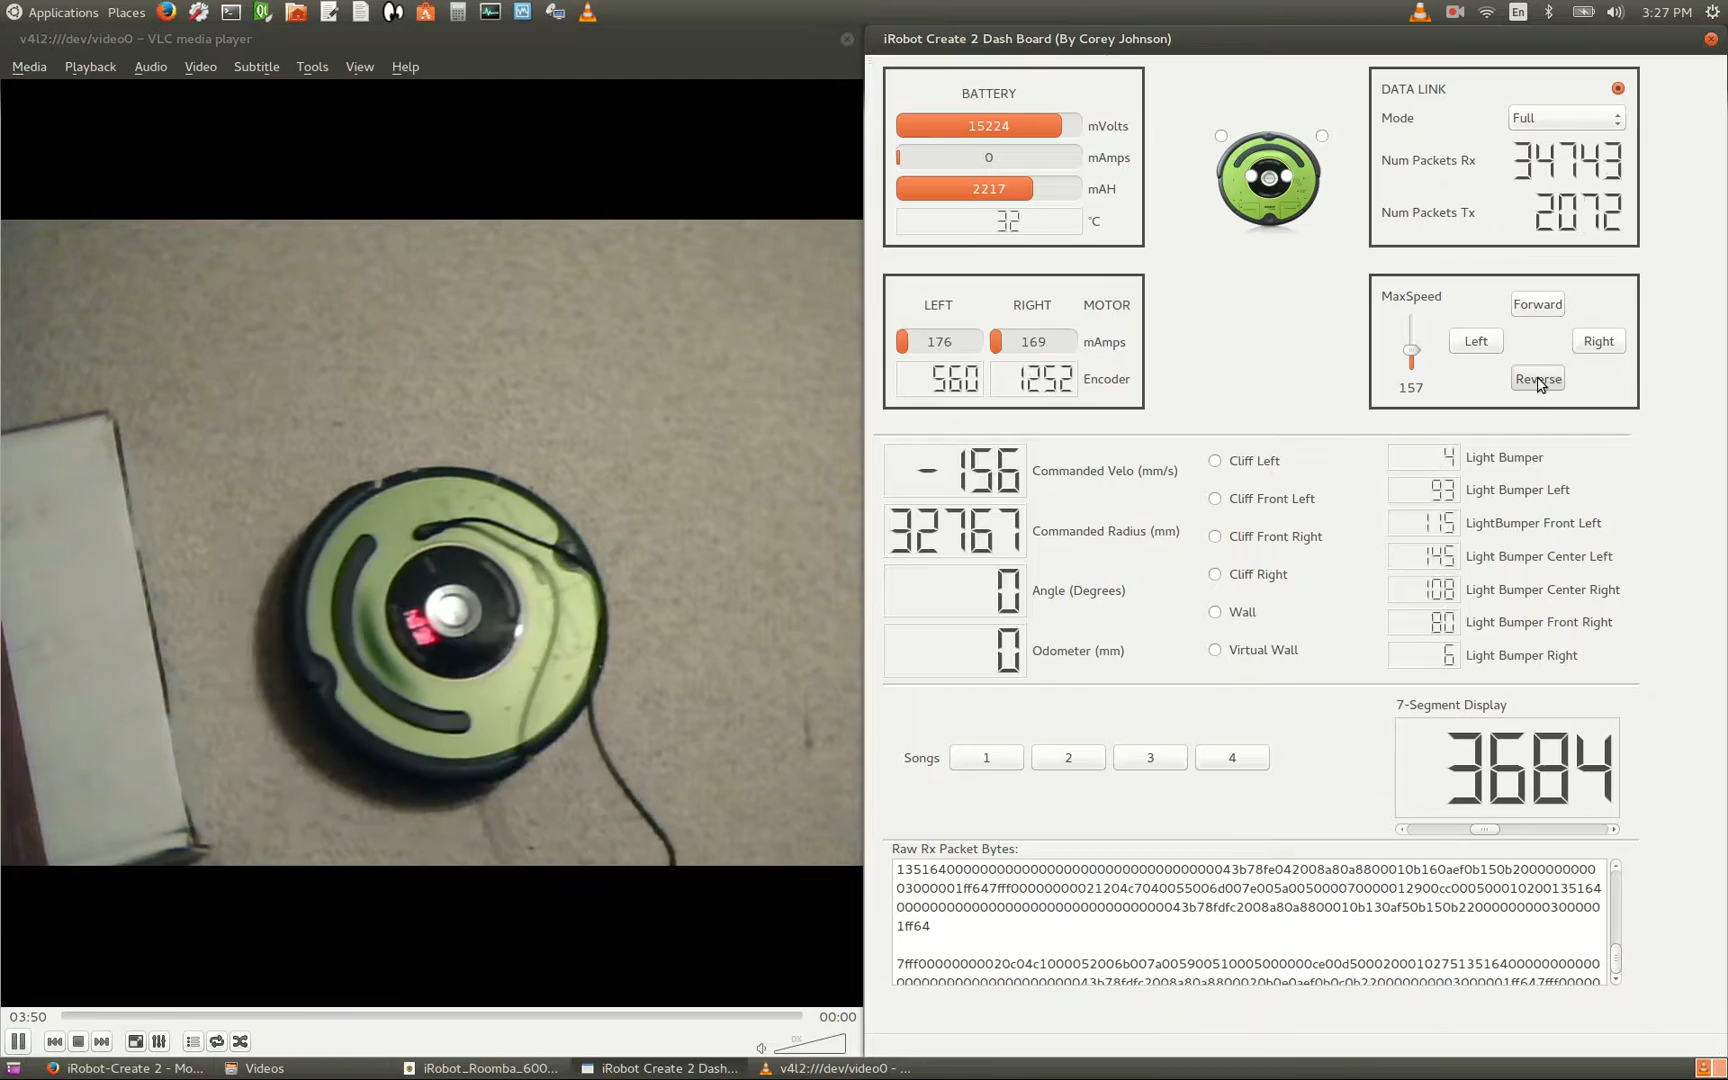 Applications Places En 3:27 PM
v4l2:///dev/video0 – VLC media player
Media Playback Audio Video Subtitle Tools View Help
iRobot Create 2 Dash Board (By Corey Johnson)
BATTERY
15224 mVolts
0 mAmps
2217 mAH
32 °C
DATA LINK
Mode Full
Num Packets Rx 34743
Num Packets Tx 2072
LEFT RIGHT MOTOR
176 169 mAmps
560 1252 Encoder
MaxSpeed
Forward
Left Right
Reverse
157
-156 Commanded Velo (mm/s)
32767 Commanded Radius (mm)
0 Angle (Degrees)
0 Odometer (mm)
Cliff Left
Cliff Front Left
Cliff Front Right
Cliff Right
Wall
Virtual Wall
4 Light Bumper
93 Light Bumper Left
115 LightBumper Front Left
145 Light Bumper Center Left
108 Light Bumper Center Right
80 Light Bumper Front Right
6 Light Bumper Right
Songs 1 2 3 4
7-Segment Display
3684
Raw Rx Packet Bytes:
1ff64
03:50 00:00
0%
iRobot-Create 2 - Mo... Videos iRobot_Roomba_600... iRobot Create 2 Dash... v4l2:///dev/video0 - ...